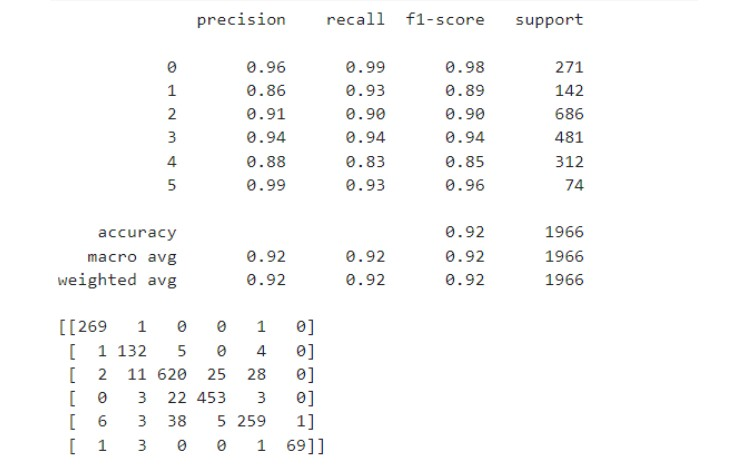 precision recall f1-score support
0 0.96 0.99 0.98 271
1 0.86 0.93 0.89 142
2 0.91 0.90 0.90 686
3 0.94 0.94 0.94 481
4 0.88 0.83 0.85 312
5 0.99 0.93 0.96 74
accuracy 0.92 1966
macro avg 0.92 0.92 0.92 1966
weighted avg 0.92 0.92 0.92 1966
[[269 1 0 0 1 0]
[ 1 132 5 0 4 0]
[ 2 11 620 25 28 0]
[ 0 3 22 453 3 0]
[ 6 3 38 5 259 1]
[ 1 3 0 0 1 69]]